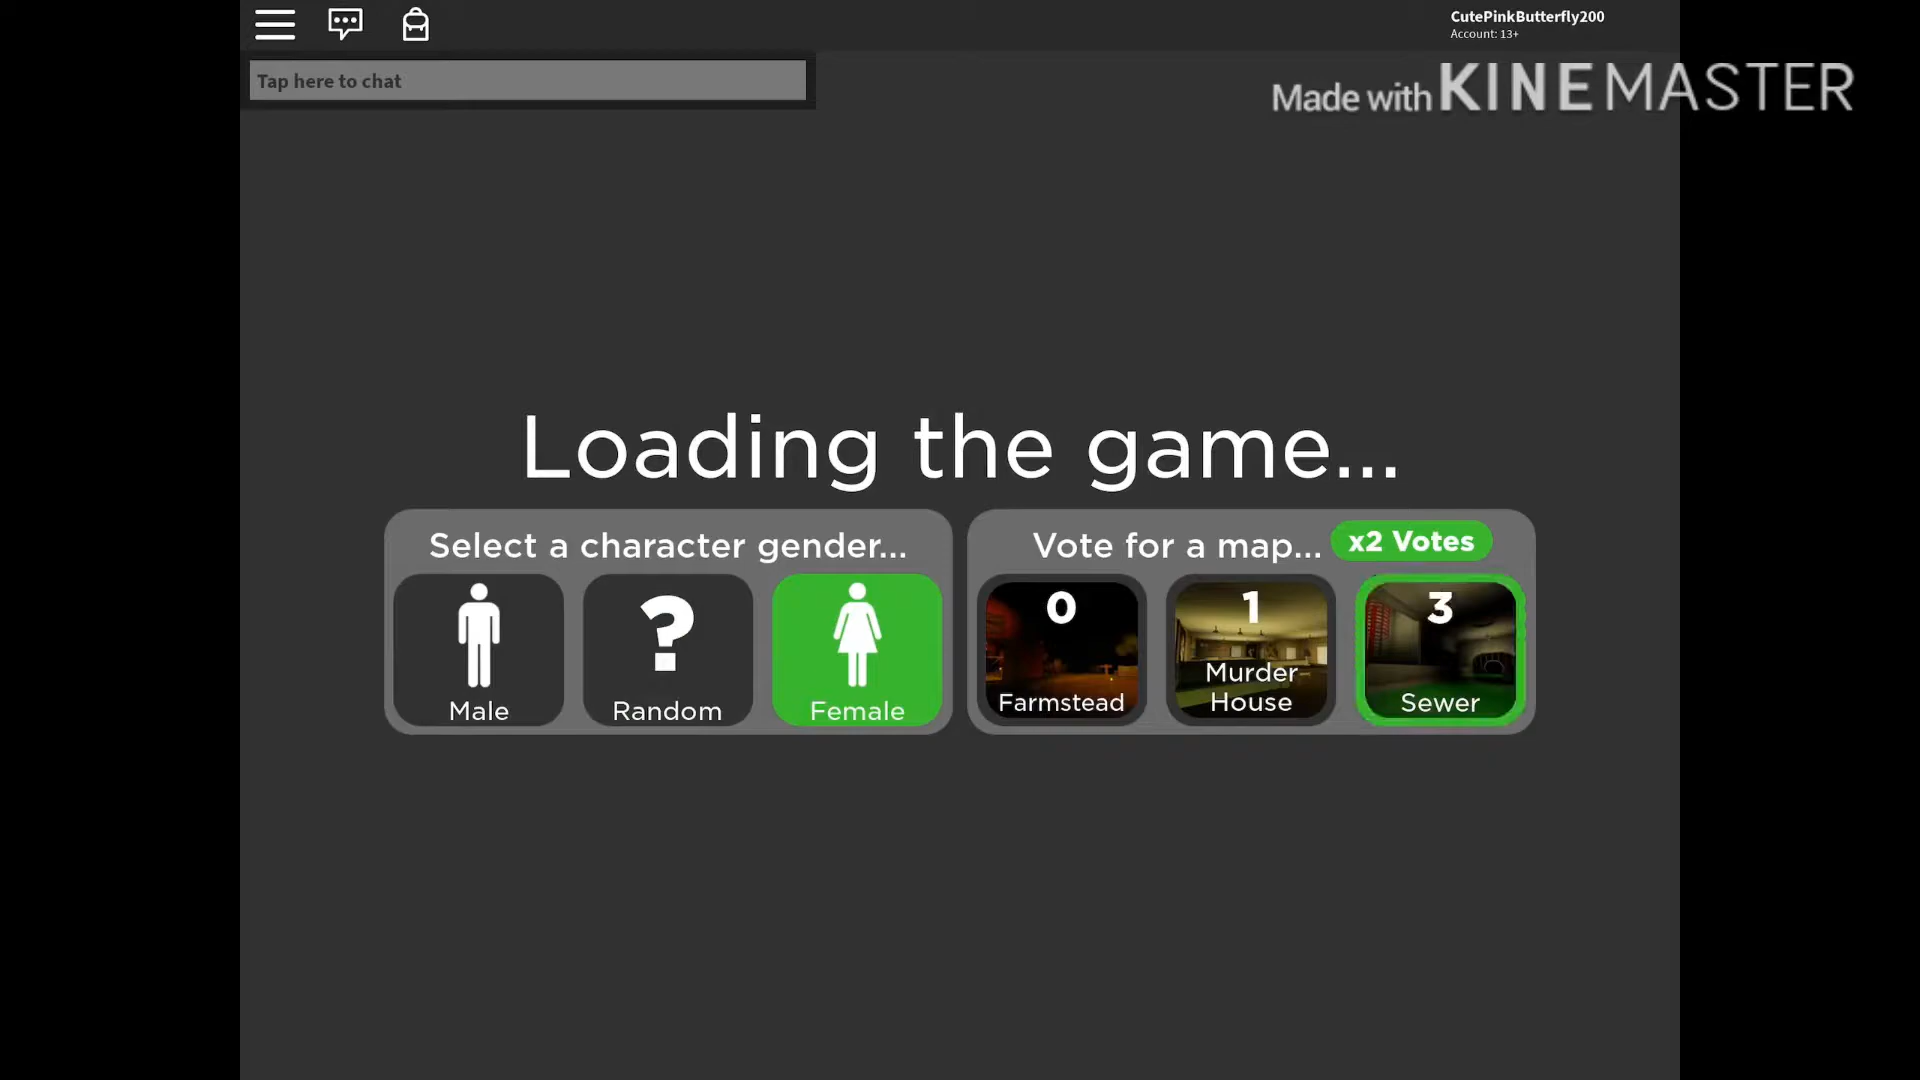 CutePinkButterfly200
Account: 13+
Tap here to chat
Made with KINEMASTER
Loading the game...
Select a character gender...
Male
Random
Female
Vote for a map...
x2 Votes
0
Farmstead
1
Murder
House
3
Sewer